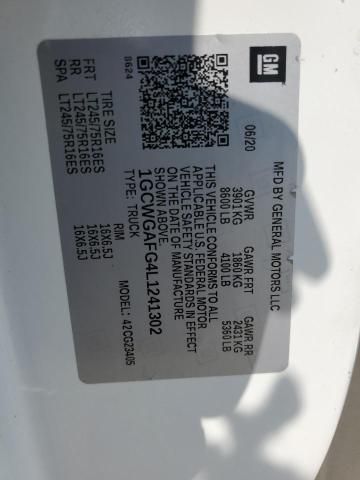 GM
MFD BY GENERAL MOTORS LLC
06/20
GVWR GAWR FRT GAWR RR
3901 KG 1860 KG 2431 KG
8600 LB 4100 LB 5360 LB
THIS VEHICLE CONFORMS TO ALL
APPLICABLE U.S. FEDERAL MOTOR
VEHICLE SAFETY STANDARDS IN EFFECT
ON THE DATE OF MANUFACTURE
SHOWN ABOVE.
1GCWGAFG4L1241302
TYPE: TRUCK
MODEL: 42CG23405
0624
TIRE SIZE RIM
FRT LT245/75R16ES 16X6.5J
RR LT245/75R16ES 16X6.5J
SPA LT245/75R16ES 16X6.5J